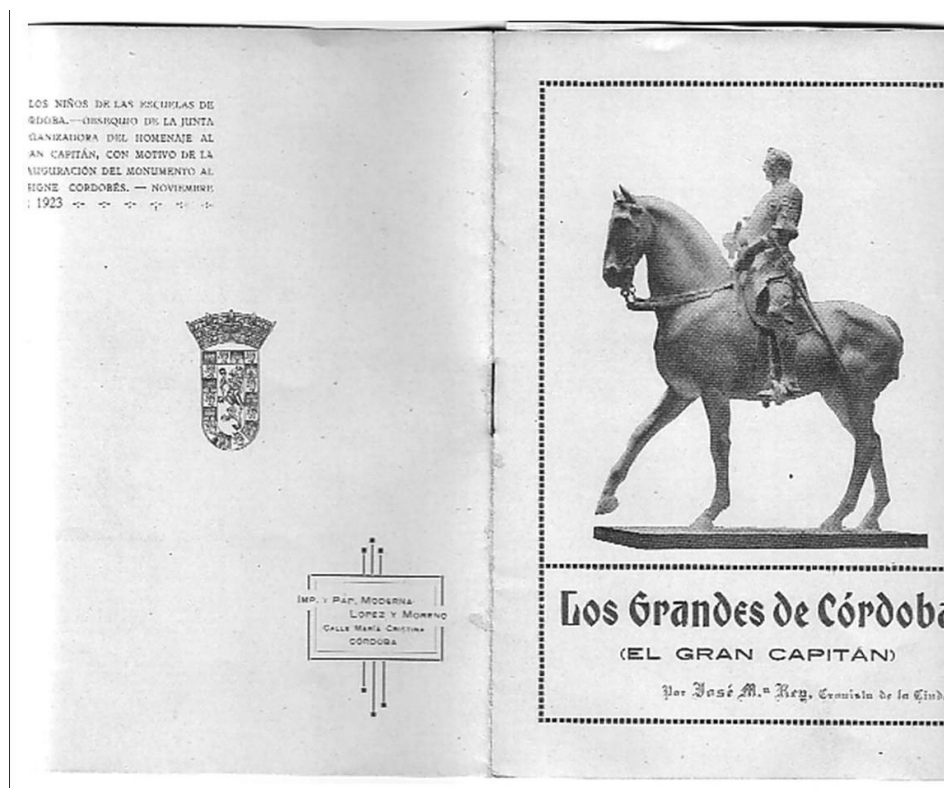 LOS NIÑOS DE LAS ESCUELAS DE
RDOBA.—OBSEQUIO DE LA JUNTA
GANIZADORA DEL HOMENAJE AL
AN CAPITÁN, CON MOTIVO DE LA
AUGURACIÓN DEL MONUMENTO AL
SIGNE CORDOBÉS. — NOVIEMBRE
1923
IMP. Y PAP. MODERNA
LOPEZ Y MORENO
CALLE MARÍA CRISTINA
CÓRDOBA
Los Grandes de Córdoba
(EL GRAN CAPITÁN)
Por José M.ª Rey, Cronista de la Ciud